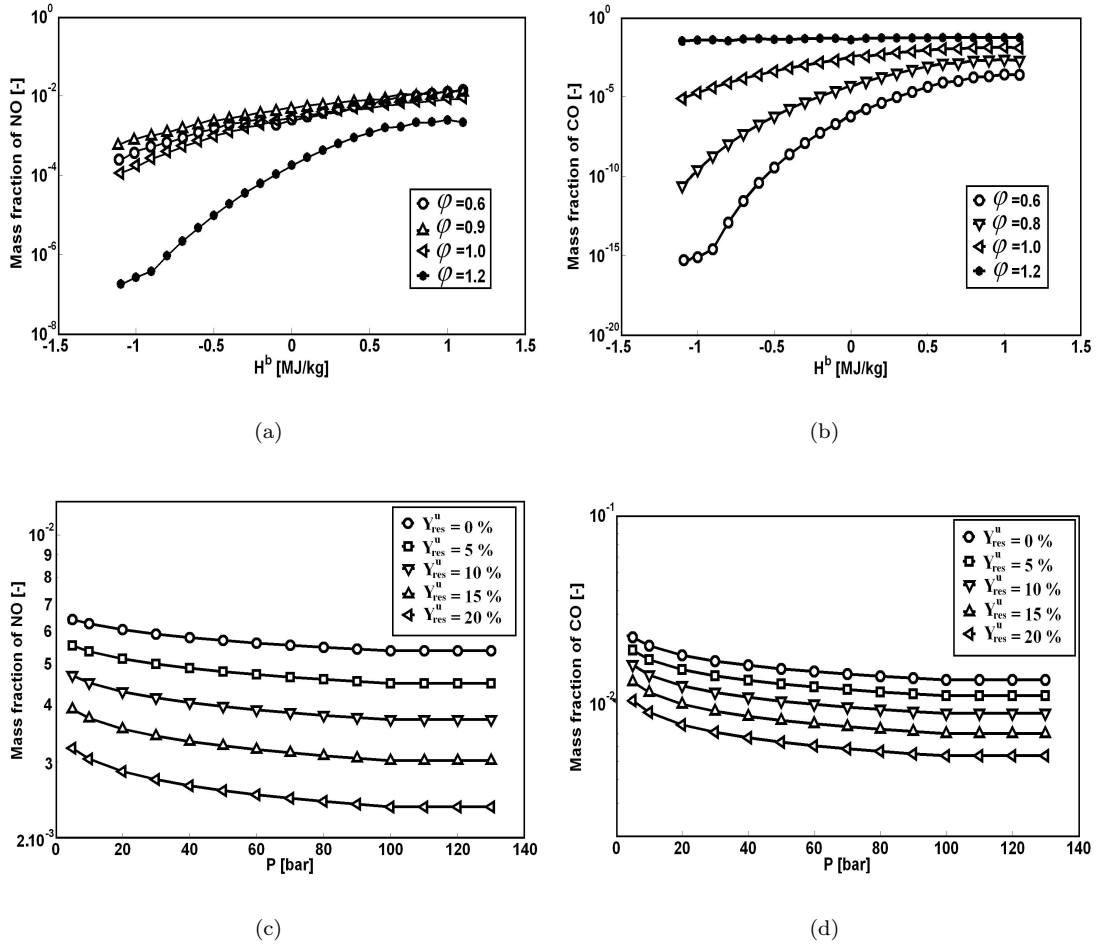 10^0
10^-2
10^-4
10^-6
10^-8
-1.5
-1
-0.5
0
0.5
1
1.5
Mass fraction of NO [-]
H^b [MJ/kg]
φ=0.6
φ=0.9
φ=1.0
φ=1.2
(a)
10^0
10^-5
10^-10
10^-15
10^-20
-1.5
-1
-0.5
0
0.5
1
1.5
Mass fraction of CO [-]
H^b [MJ/kg]
φ=0.6
φ=0.8
φ=1.0
φ=1.2
(b)
10^-2
9
8
7
6
5
4
3
2.10^-3
0
20
40
60
80
100
120
140
Mass fraction of NO [-]
P [bar]
Y^u_res = 0 %
Y^u_res = 5 %
Y^u_res = 10 %
Y^u_res = 15 %
Y^u_res = 20 %
(c)
10^-1
10^-2
0
20
40
60
80
100
120
140
Mass fraction of CO [-]
P [bar]
Y^u_res = 0 %
Y^u_res = 5 %
Y^u_res = 10 %
Y^u_res = 15 %
Y^u_res = 20 %
(d)